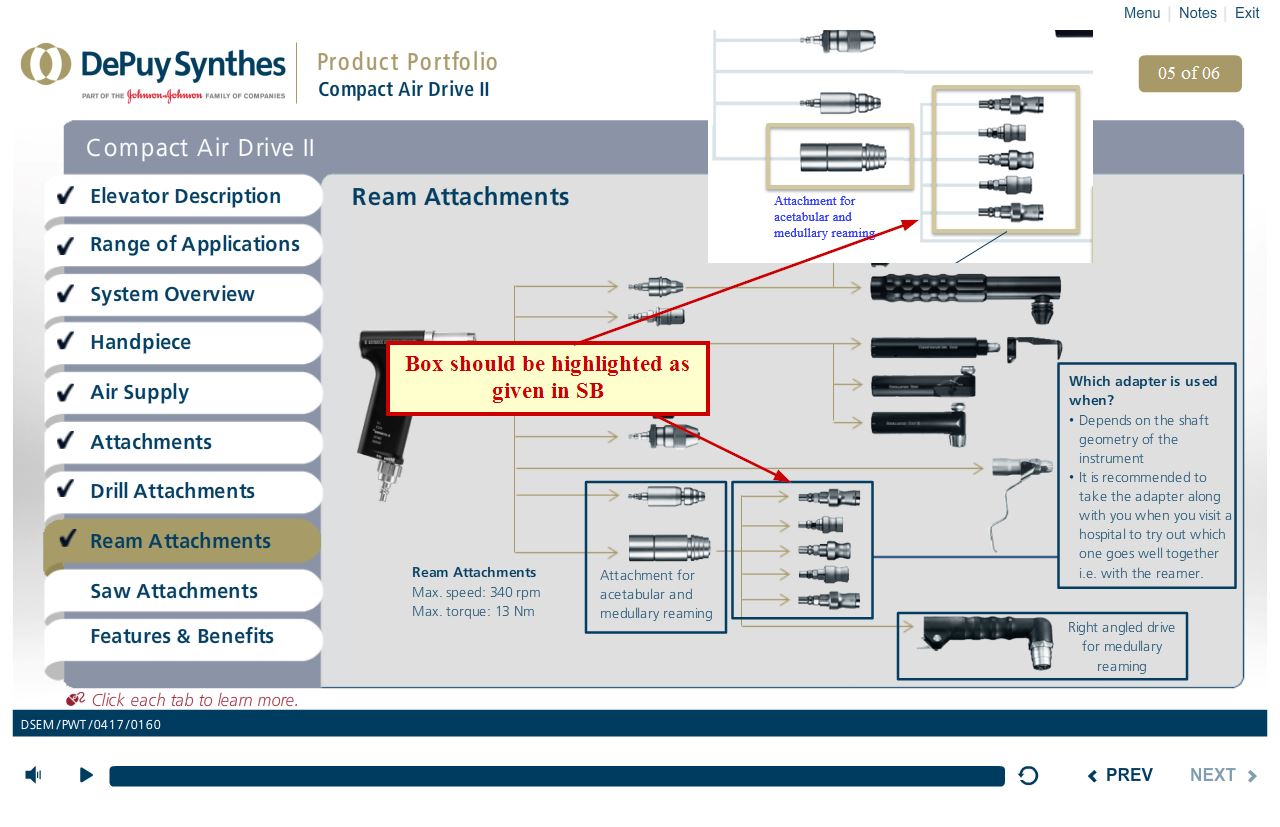 Menu | Notes | Exit
DePuy Synthes
PART OF THE Johnson & Johnson FAMILY OF COMPANIES
Product Portfolio
Compact Air Drive II
05 of 06
Compact Air Drive II
Elevator Description
Range of Applications
System Overview
Handpiece
Air Supply
Attachments
Drill Attachments
Ream Attachments
Saw Attachments
Features & Benefits
Click each tab to learn more.
Ream Attachments
Attachment for
acetabular and
medullary reaming
Box should be highlighted as
given in SB
Which adapter is used
when?
• Depends on the shaft
geometry of the
instrument
• It is recommended to
take the adapter along
with you when you visit a
hospital to try out which
one goes well together
i.e. with the reamer.
Ream Attachments
Max. speed: 340 rpm
Max. torque: 13 Nm
Attachment for
acetabular and
medullary reaming
Right angled drive
for medullary
reaming
DSEM/PWT/0417/0160
PREV
NEXT